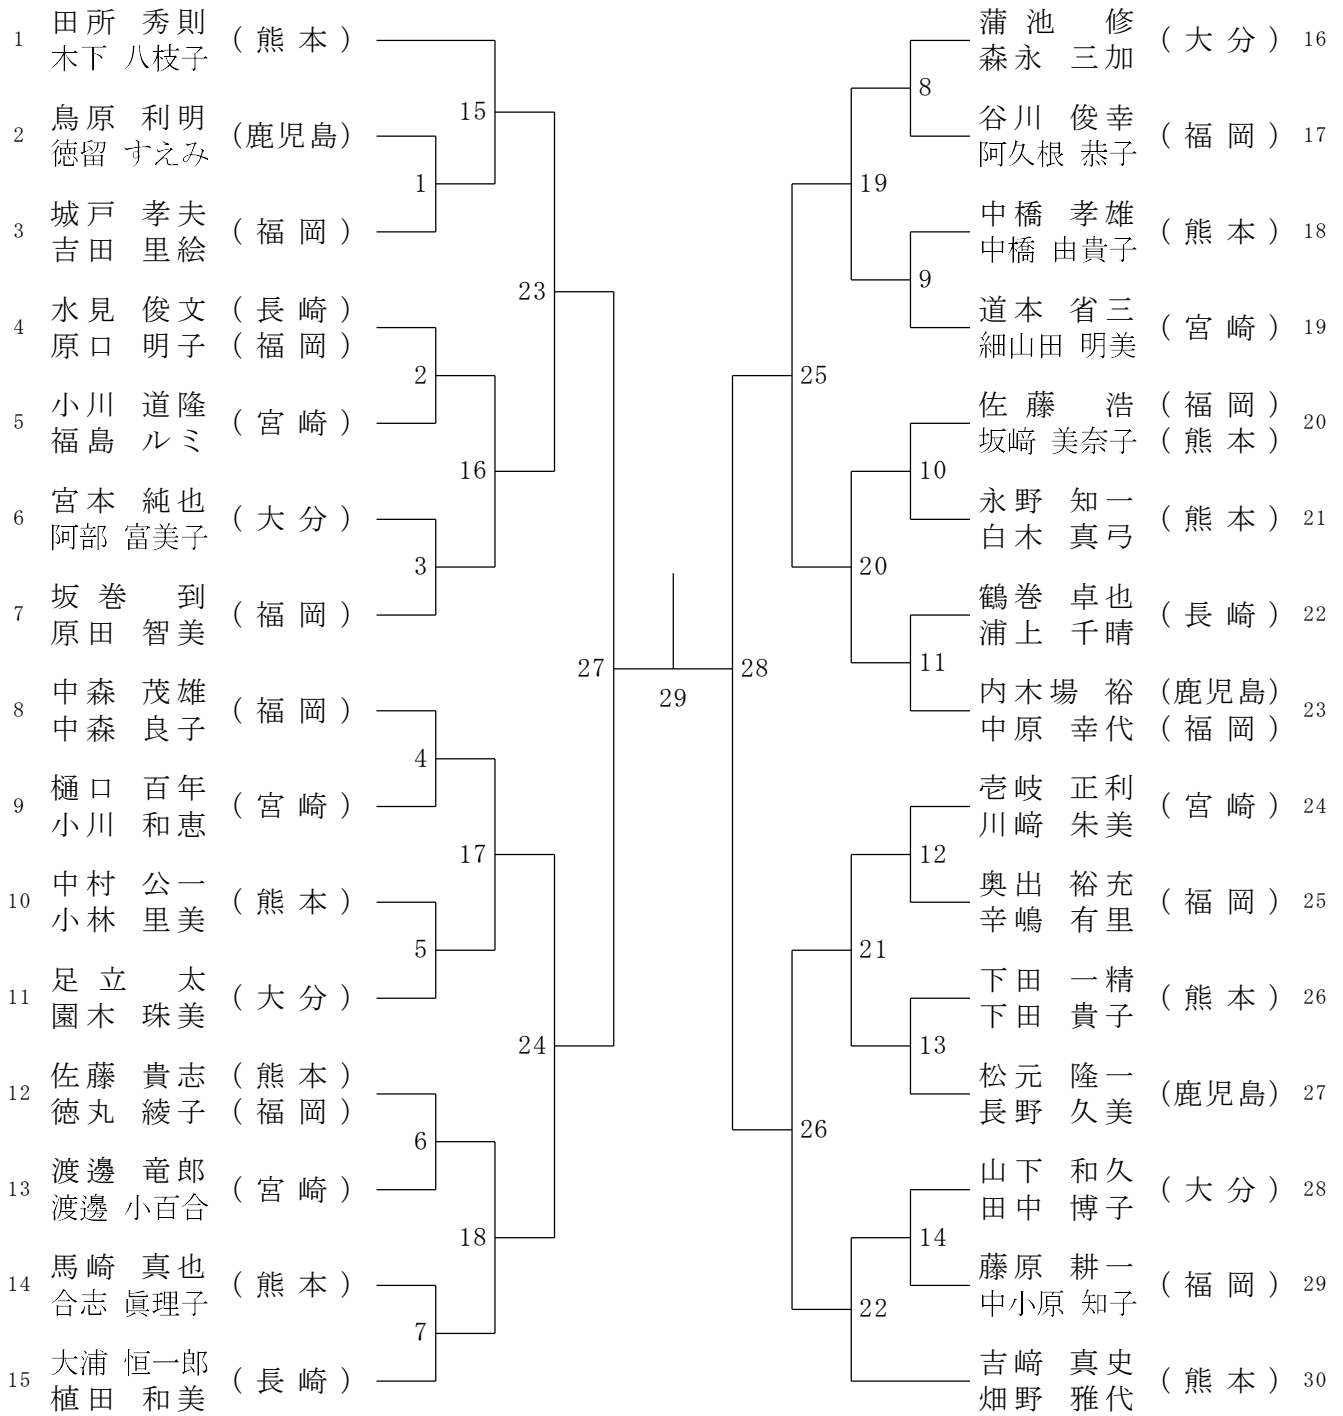 1 田所 秀則 (熊本)
木下 八枝子
2 鳥原 利明 (鹿児島)
徳留 すえみ
3 城戸 孝夫 (福岡)
吉田 里絵
4 水見 俊文 (長崎)
原口 明子 (福岡)
5 小川 道隆 (宮崎)
福島 ルミ
6 宮本 純也 (大分)
阿部 富美子
7 坂巻 到 (福岡)
原田 智美
8 中森 茂雄 (福岡)
中森 良子
9 樋口 百年 (宮崎)
小川 和恵
10 中村 公一 (熊本)
小林 里美
11 足立 太 (大分)
園木 珠美
12 佐藤 貴志 (熊本)
徳丸 綾子 (福岡)
13 渡邊 竜郎 (宮崎)
渡邊 小百合
14 馬崎 真也 (熊本)
合志 眞理子
15 大浦 恒一郎 (長崎)
植田 和美
1
2
3
4
5
6
7
15
16
17
18
23
24
27
29
28
25
26
19
20
21
22
8
9
10
11
12
13
14
蒲池 修 (大分) 16
森永 三加
谷川 俊幸 (福岡) 17
阿久根 恭子
中橋 孝雄 (熊本) 18
中橋 由貴子
道本 省三 (宮崎) 19
細山田 明美
佐藤 浩 (福岡) 20
坂﨑 美奈子 (熊本)
永野 知一 (熊本) 21
白木 真弓
鶴巻 卓也 (長崎) 22
浦上 千晴
内木場 裕 (鹿児島) 23
中原 幸代 (福岡)
壱岐 正利 (宮崎) 24
川﨑 朱美
奥出 裕充 (福岡) 25
辛嶋 有里
下田 一精 (熊本) 26
下田 貴子
松元 隆一 (鹿児島) 27
長野 久美
山下 和久 (大分) 28
田中 博子
藤原 耕一 (福岡) 29
中小原 知子
吉﨑 真史 (熊本) 30
畑野 雅代